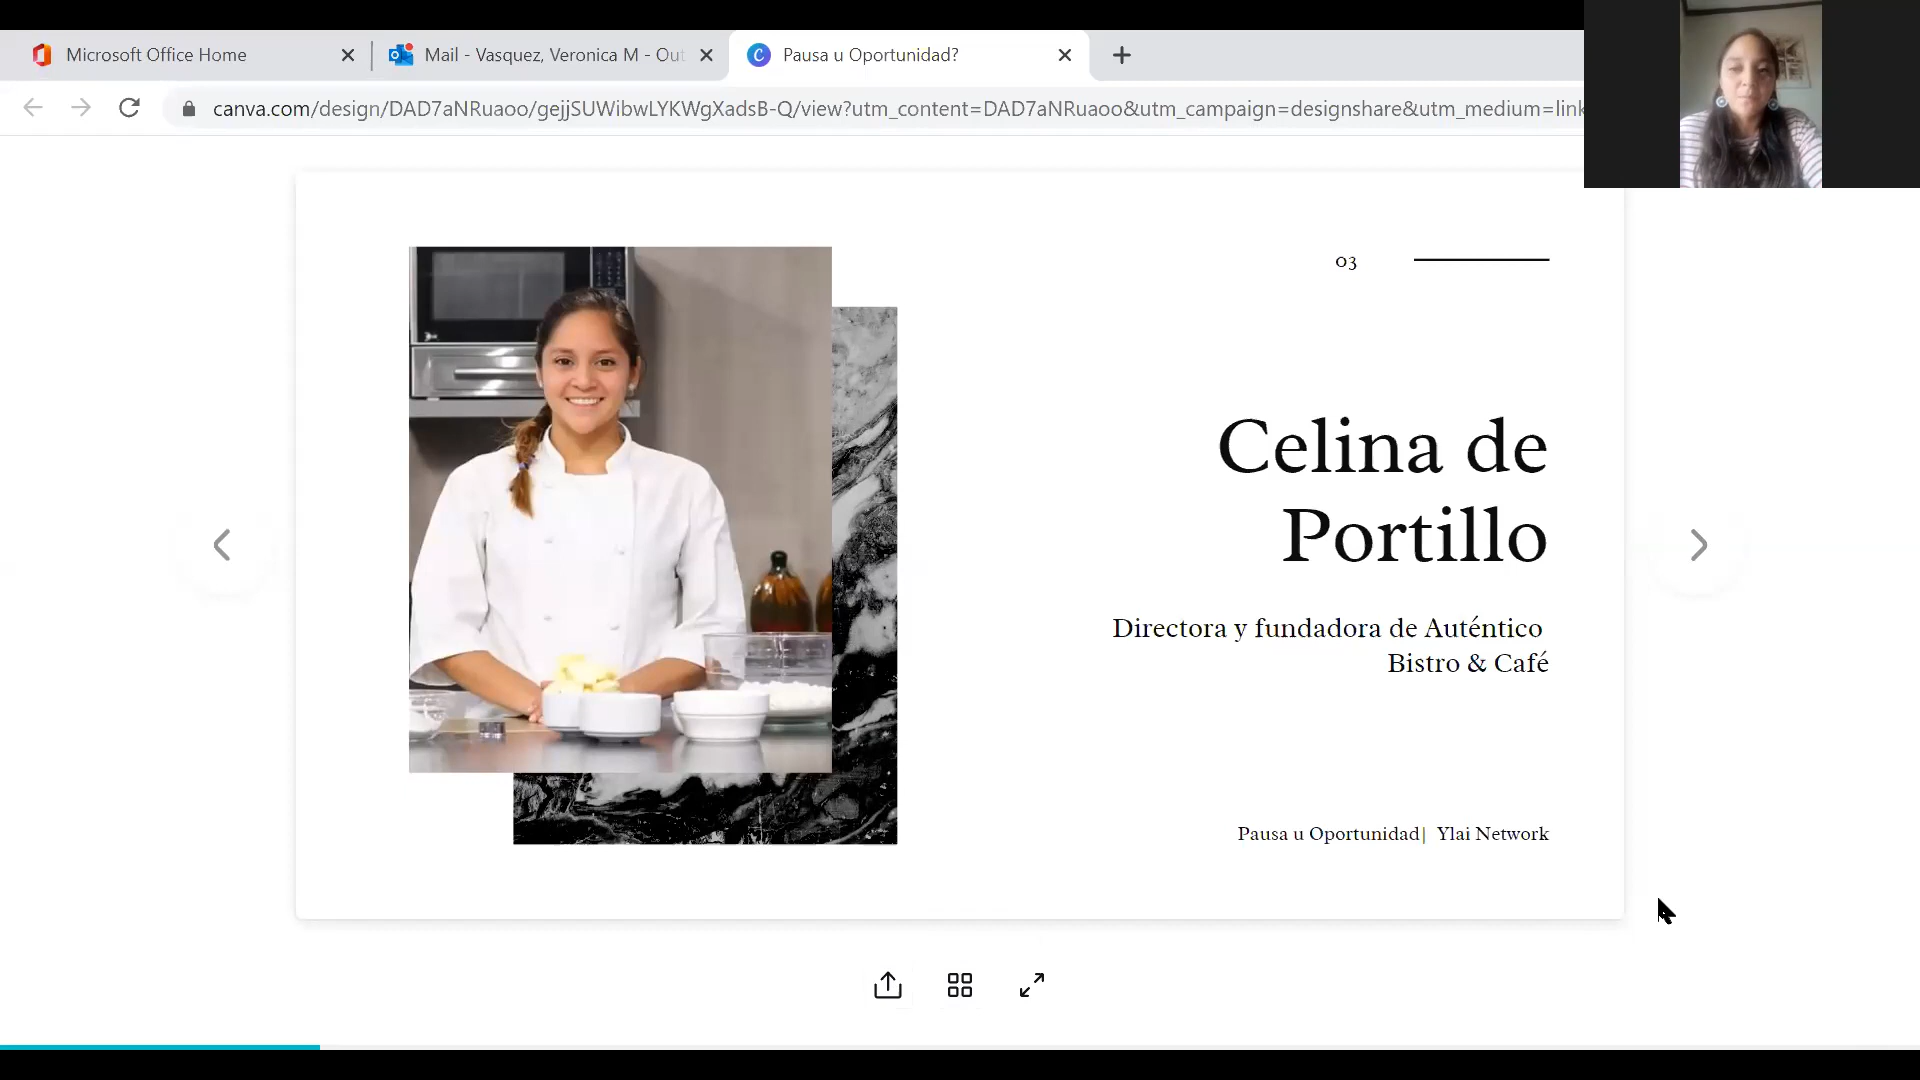 Microsoft Office Home
Mail - Vasquez, Veronica M - Out
Pausa u Oportunidad?
canva.com/design/DAD7aNRuaoo/gejjSUWibwLYKWgXadsB-Q/view?utm_content=DAD7aNRuaoo&utm_campaign=designshare&utm_medium=link
03
Celina de
Portillo
Directora y fundadora de Auténtico
Bistro & Café
Pausa u Oportunidad| Ylai Network